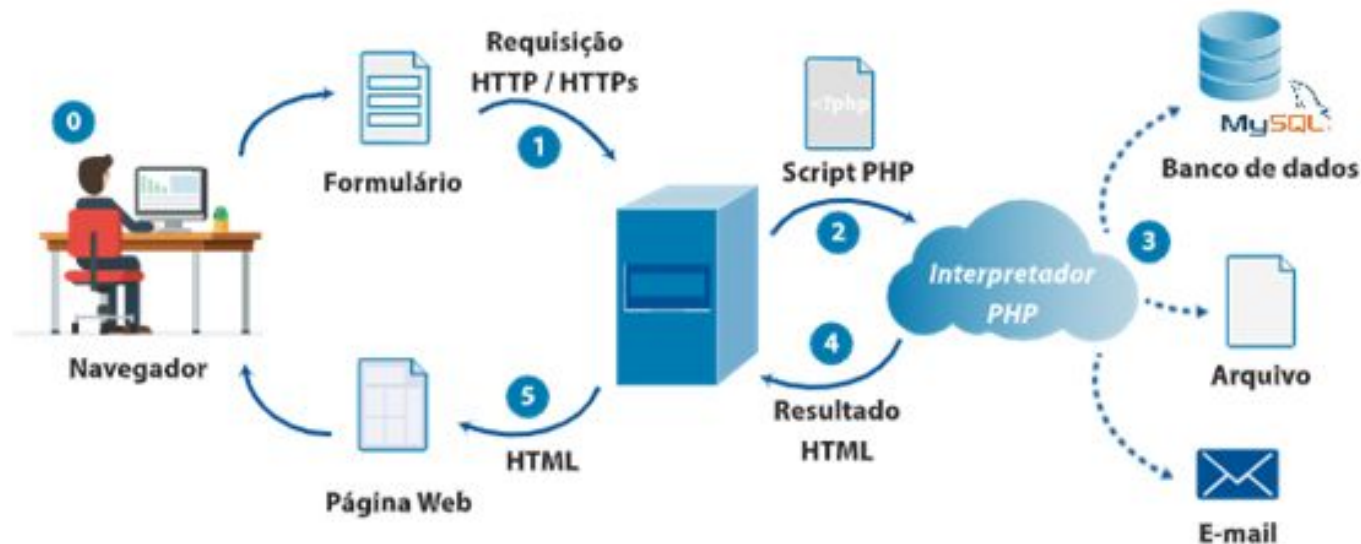 Requisição
HTTP / HTTPs
0
1
Formulário
<?php
Script PHP
2
MySQL
Banco de dados
3
Interpretador
PHP
Navegador
4
Arquivo
5
Resultado
HTML
HTML
Página Web
E-mail